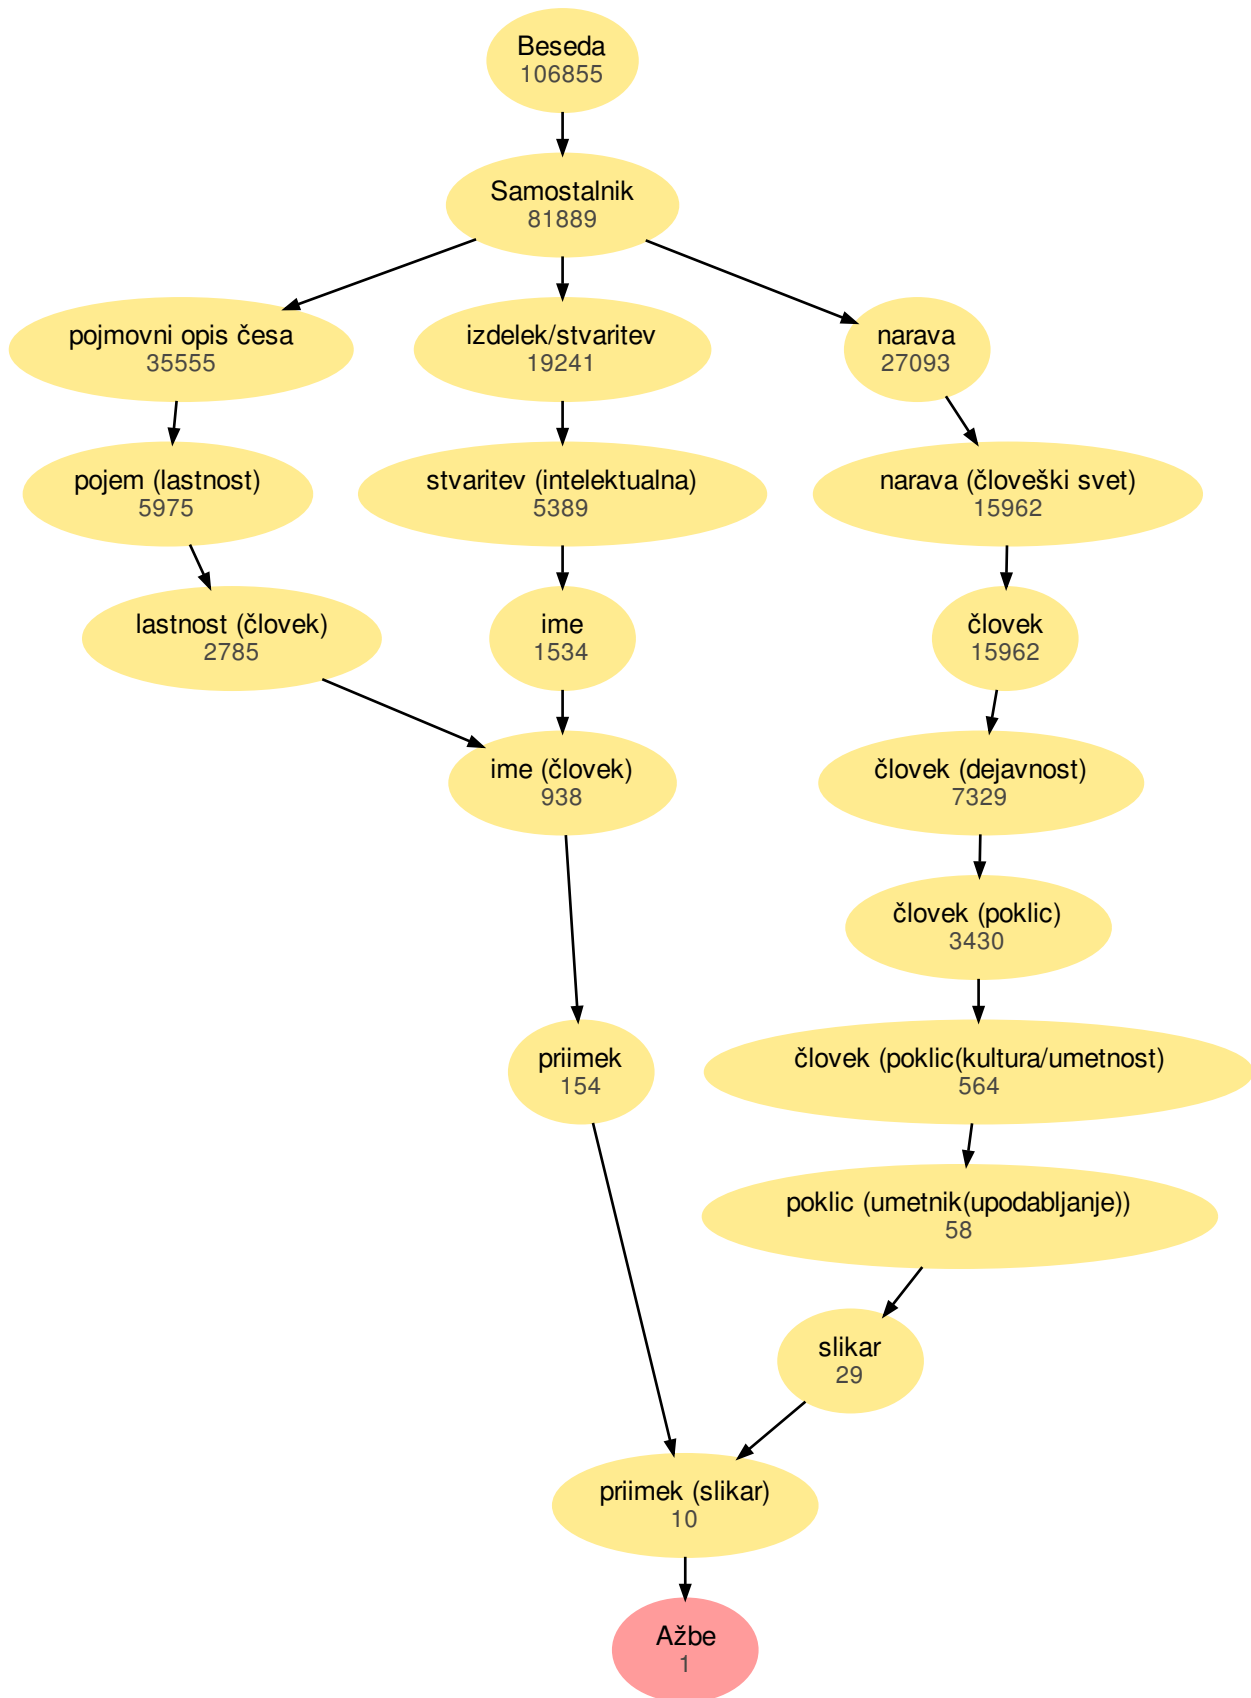 Beseda
106855
Samostalnik
81889
pojmovni opis česa
35555
izdelek/stvaritev
19241
narava
27093
pojem (lastnost)
5975
stvaritev (intelektualna)
5389
narava (človeški svet)
15962
lastnost (človek)
2785
ime
1534
človek
15962
ime (človek)
938
človek (dejavnost)
7329
človek (poklic)
3430
priimek
154
človek (poklic(kultura/umetnost)
564
poklic (umetnik(upodabljanje))
58
slikar
29
priimek (slikar)
10
Ažbe
1